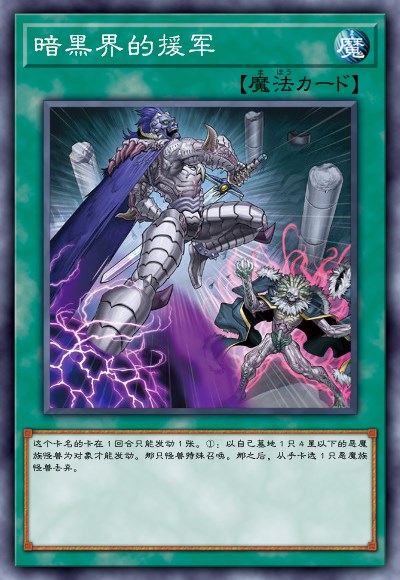 暗黑界的援军
魔
【魔法カード】
まほう
这个卡名的卡在1回合只能发动1张。①：以自己墓地1只4星以下的恶魔
族怪兽为对象才能发动。那只怪兽特殊召唤。那之后，从手卡选1只恶魔族
怪兽丢弃。